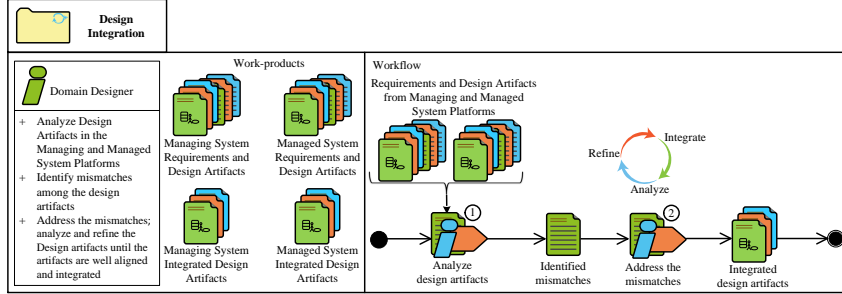 Design
Integration
Domain Designer
+ Analyze Design
Artifacts in the
Managing and Managed
System Platforms
+ Identify mismatches
among the design
artifacts
+ Address the mismatches;
analyze and refine the
Design artifacts until the
artifacts are well aligned
and integrated
Work-products
Managing System
Requirements and
Design Artifacts
Managed System
Requirements and
Design Artifacts
Managing System
Integrated Design
Artifacts
Managed System
Integrated Design
Artifacts
Workflow
Requirements and Design Artifacts
from Managing and Managed
System Platforms
Integrate
Refine
Analyze
1
Analyze
design artifacts
Identified
mismatches
2
Address the
mismatches
Integrated
design artifacts